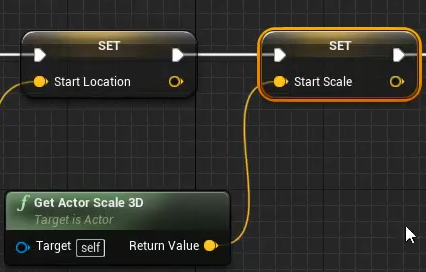 SET
SET
Start Location
Start Scale
f Get Actor Scale 3D
Target is Actor
Target self
Return Value